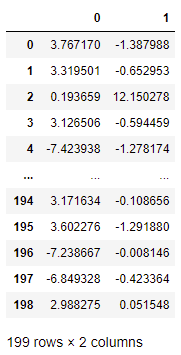 0 1
0 3.767170 -1.387988
1 3.319501 -0.652953
2 0.193659 12.150278
3 3.126506 -0.594459
4 -7.423938 -1.278174
... ... ...
194 3.171634 -0.108656
195 3.602276 -1.291880
196 -7.238667 -0.008146
197 -6.849328 -0.423364
198 2.988275 0.051548
199 rows × 2 columns